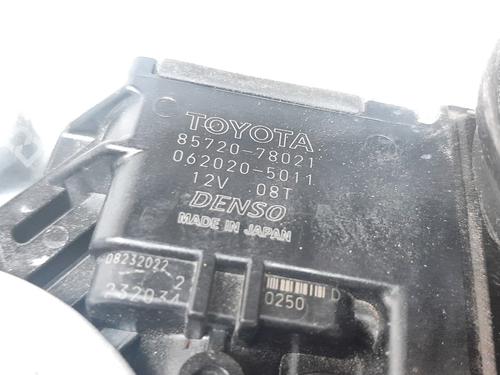 TOYOTA
85720-78021
062020-5011
12V 08T
DENSO
MADE IN JAPAN
08232022
2
232034
D
0250